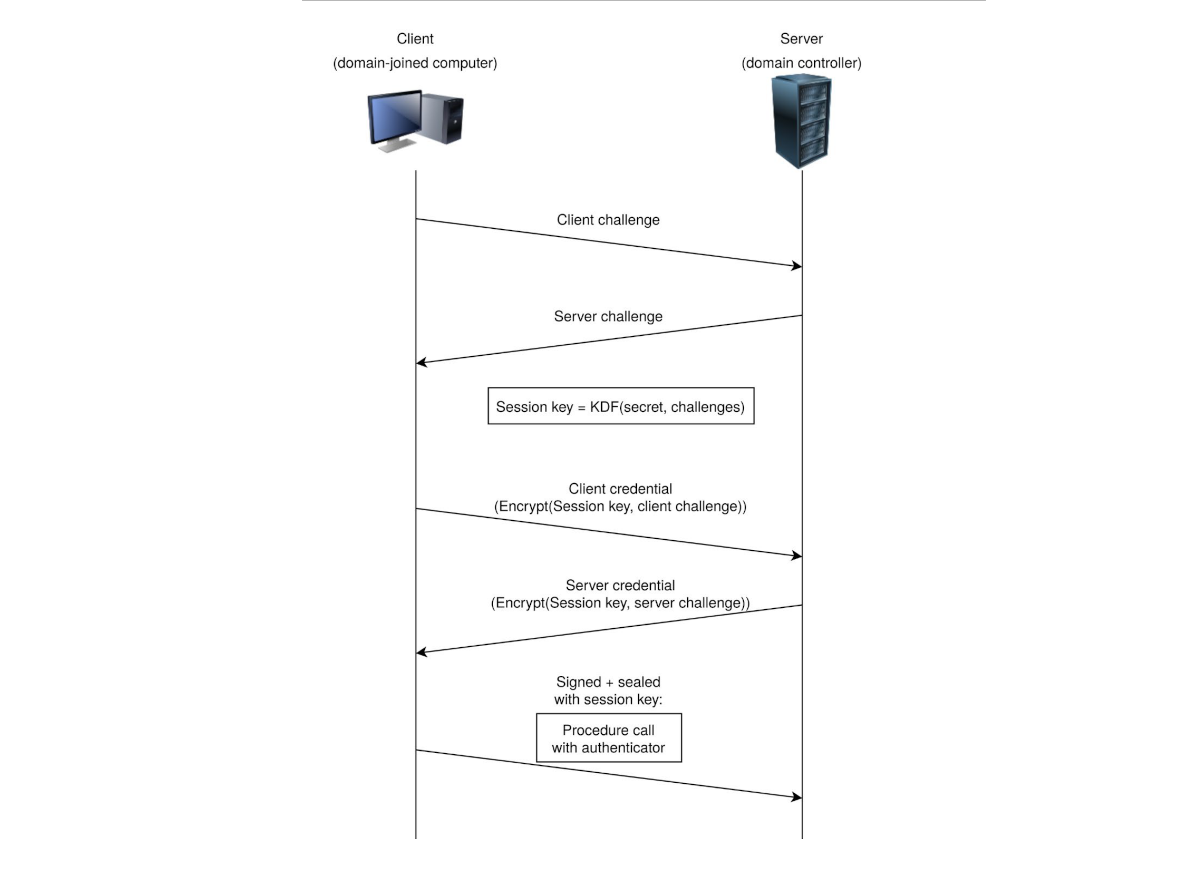 Client
(domain-joined computer)
Server
(domain controller)
Client challenge
Server challenge
Session key = KDF(secret, challenges)
Client credential
(Encrypt(Session key, client challenge))
Server credential
(Encrypt(Session key, server challenge))
Signed + sealed
with session key:
Procedure call
with authenticator